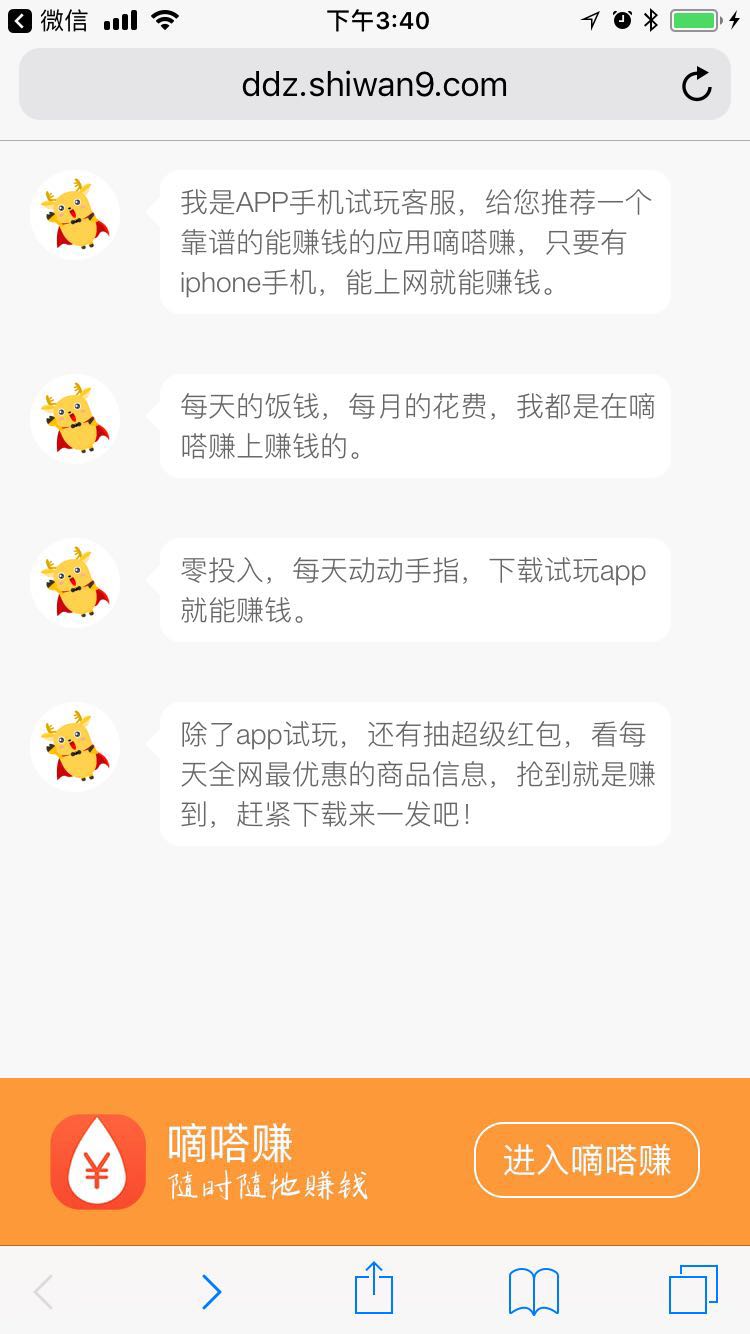 微信
下午3:40
ddz.shiwan9.com
我是APP手机试玩客服，给您推荐一个
靠谱的能赚钱的应用嘀嗒赚，只要有
iphone手机，能上网就能赚钱。
每天的饭钱，每月的花费，我都是在嘀
嗒赚上赚钱的。
零投入，每天动动手指，下载试玩app
就能赚钱。
除了app试玩，还有抽超级红包，看每
天全网最优惠的商品信息，抢到就是赚
到，赶紧下载来一发吧！
¥
嘀嗒赚
随时随地赚钱
进入嘀嗒赚